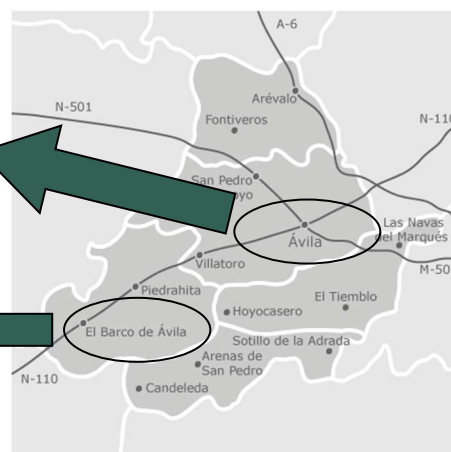 A-6
Arévalo
N-501
Fontiveros
N-110
San Pedro
Ávila
Las Navas
del Marqués
Villatoro
M-50
Piedrahita
El Tiemblo
Hoyocasero
El Barco de Ávila
Sotillo de la Adrada
Arenas de
San Pedro
N-110
Candeleda